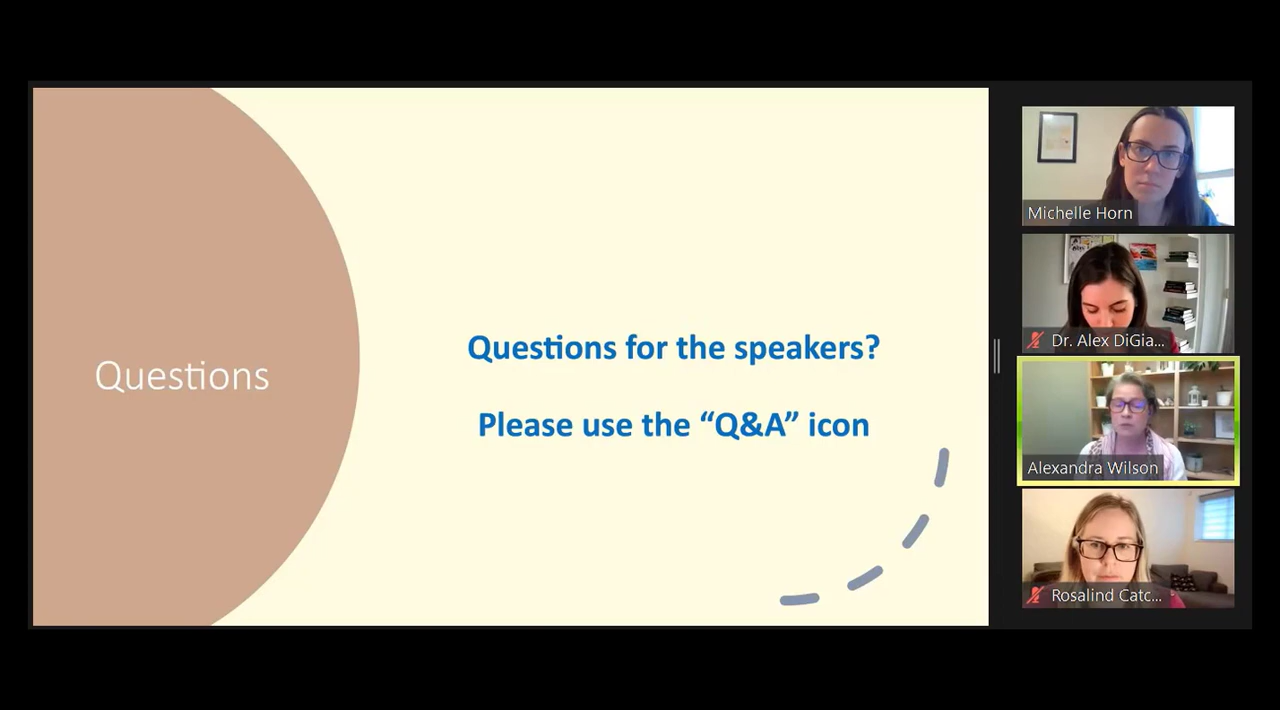 Questions
Questions for the speakers?
Please use the “Q&A” icon
Michelle Horn
Dr. Alex DiGia...
Alexandra Wilson
Rosalind Catc...